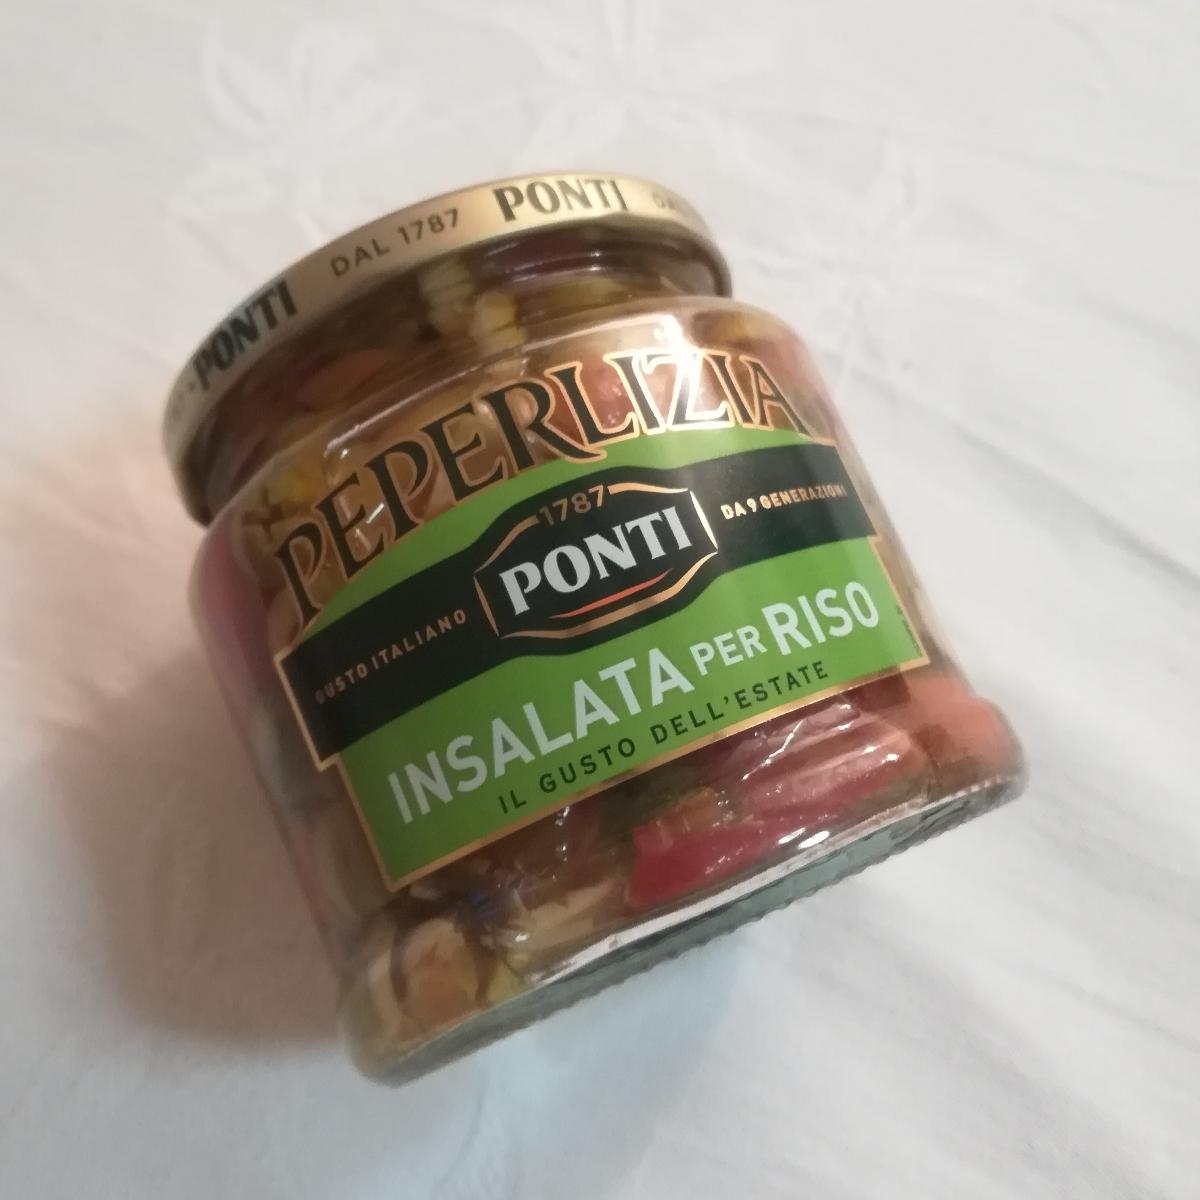 PONTI DAL 1787 PONTI
PEPERLIZIA
1787
GUSTO ITALIANO PONTI DA 9 GENERAZIONI
INSALATA PER RISO
IL GUSTO DELL'ESTATE